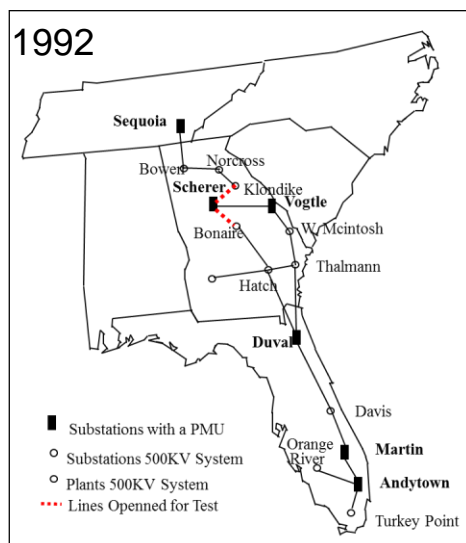 1992
Sequoia
Bowen
Norcross
Scherer
Klondike
Vogtle
Bonaire
W. Mcintosh
Thalmann
Hatch
Duval
Davis
Substations with a PMU
Substations 500KV System
Plants 500KV System
Lines Openned for Test
Orange
River
Martin
Andytown
Turkey Point